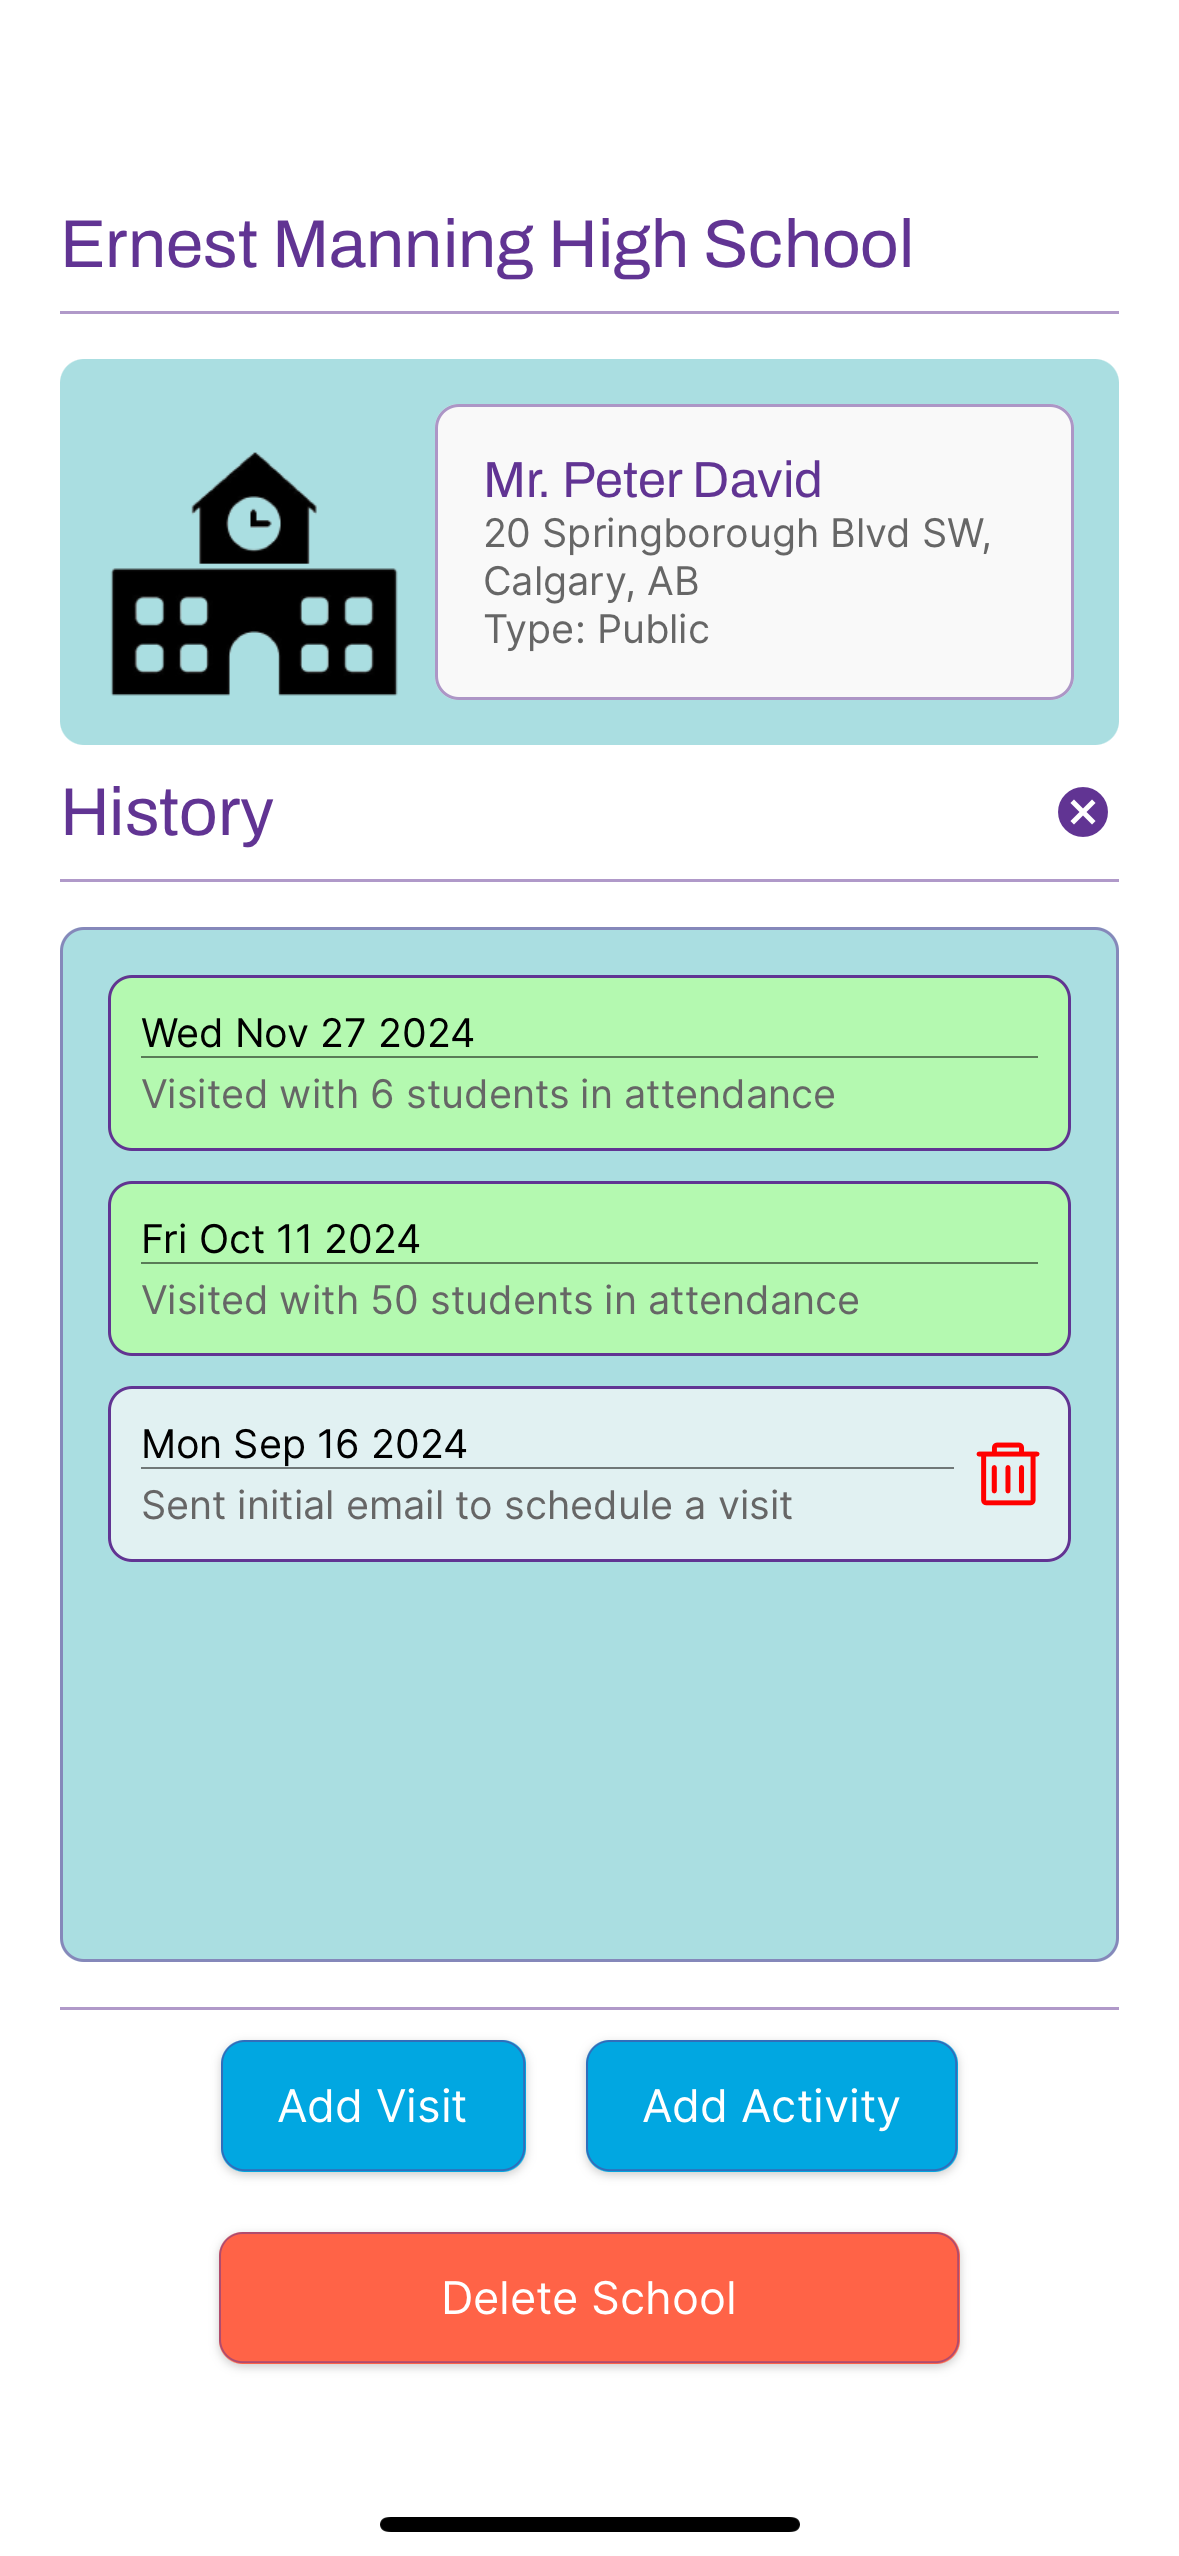 Ernest Manning High School
Mr. Peter David
20 Springborough Blvd SW,
Calgary, AB
Type: Public
History
Wed Nov 27 2024
Visited with 6 students in attendance
Fri Oct 11 2024
Visited with 50 students in attendance
Mon Sep 16 2024
Sent initial email to schedule a visit
Add Visit
Add Activity
Delete School